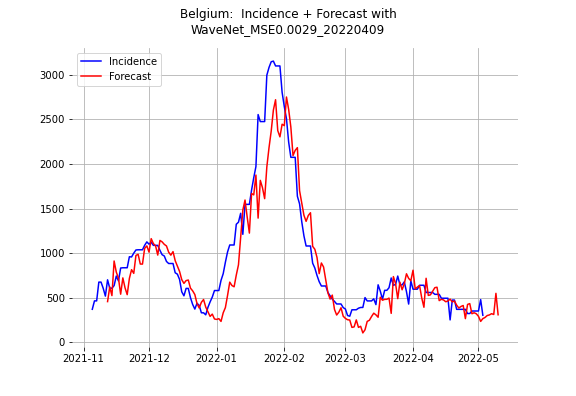 Belgium:  Incidence + Forecast with
WaveNet_MSE0.0029_20220409
Incidence
Forecast
3000
2500
2000
1500
1000
500
0
2021-11 2021-12 2022-01 2022-02 2022-03 2022-04 2022-05